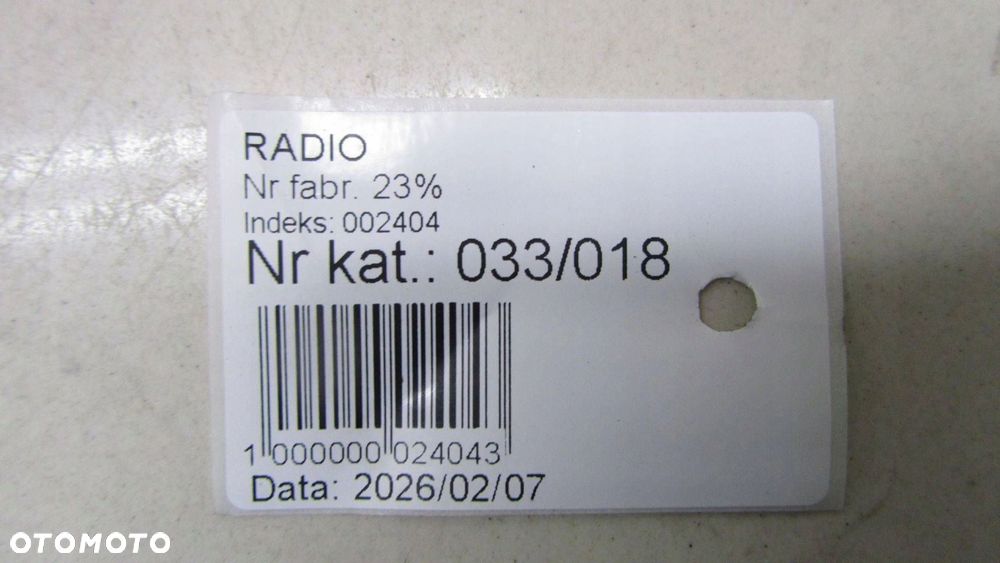 RADIO
Nr fabr. 23%
Indeks: 002404
Nr kat.: 033/018
1 000000 024043
Data: 2026/02/07
OTOMOTO